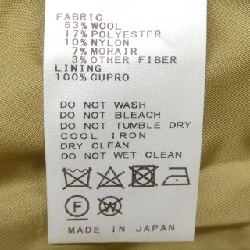 FABRIC
63% WOOL
17% POLYESTER
10% NYLON
7% MOHAIR
3% OTHER FIBER
LINING
100% CUPRO
DO NOT WASH
DO NOT BLEACH
DO NOT TUMBLE DRY
COOL IRON
DRY CLEAN
DO NOT WET CLEAN
F W
MADE IN JAPAN